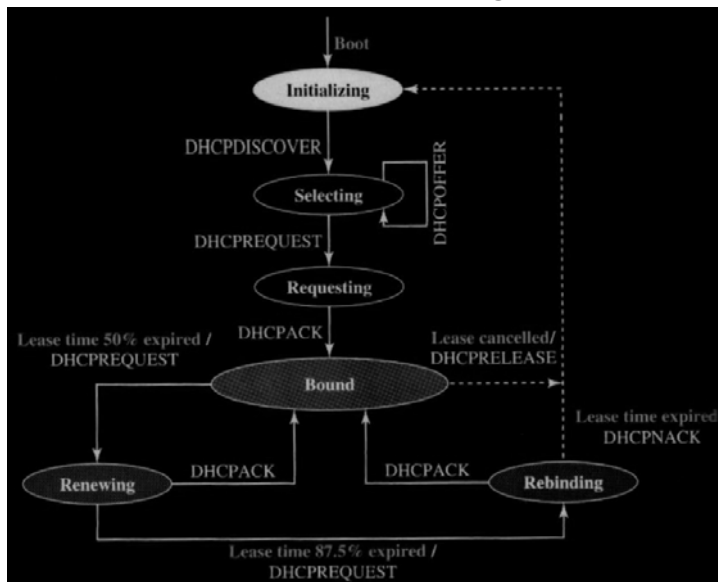 Boot
Initializing
DHCPDISCOVER
DHCPOFFER
Selecting
DHCPREQUEST
Requesting
DHCPACK
Lease time 50% expired /
DHCPREQUEST
Lease cancelled/
DHCPRELEASE
Bound
Lease time expired
DHCPNACK
DHCPACK
DHCPACK
Renewing
Rebinding
Lease time 87.5% expired /
DHCPREQUEST